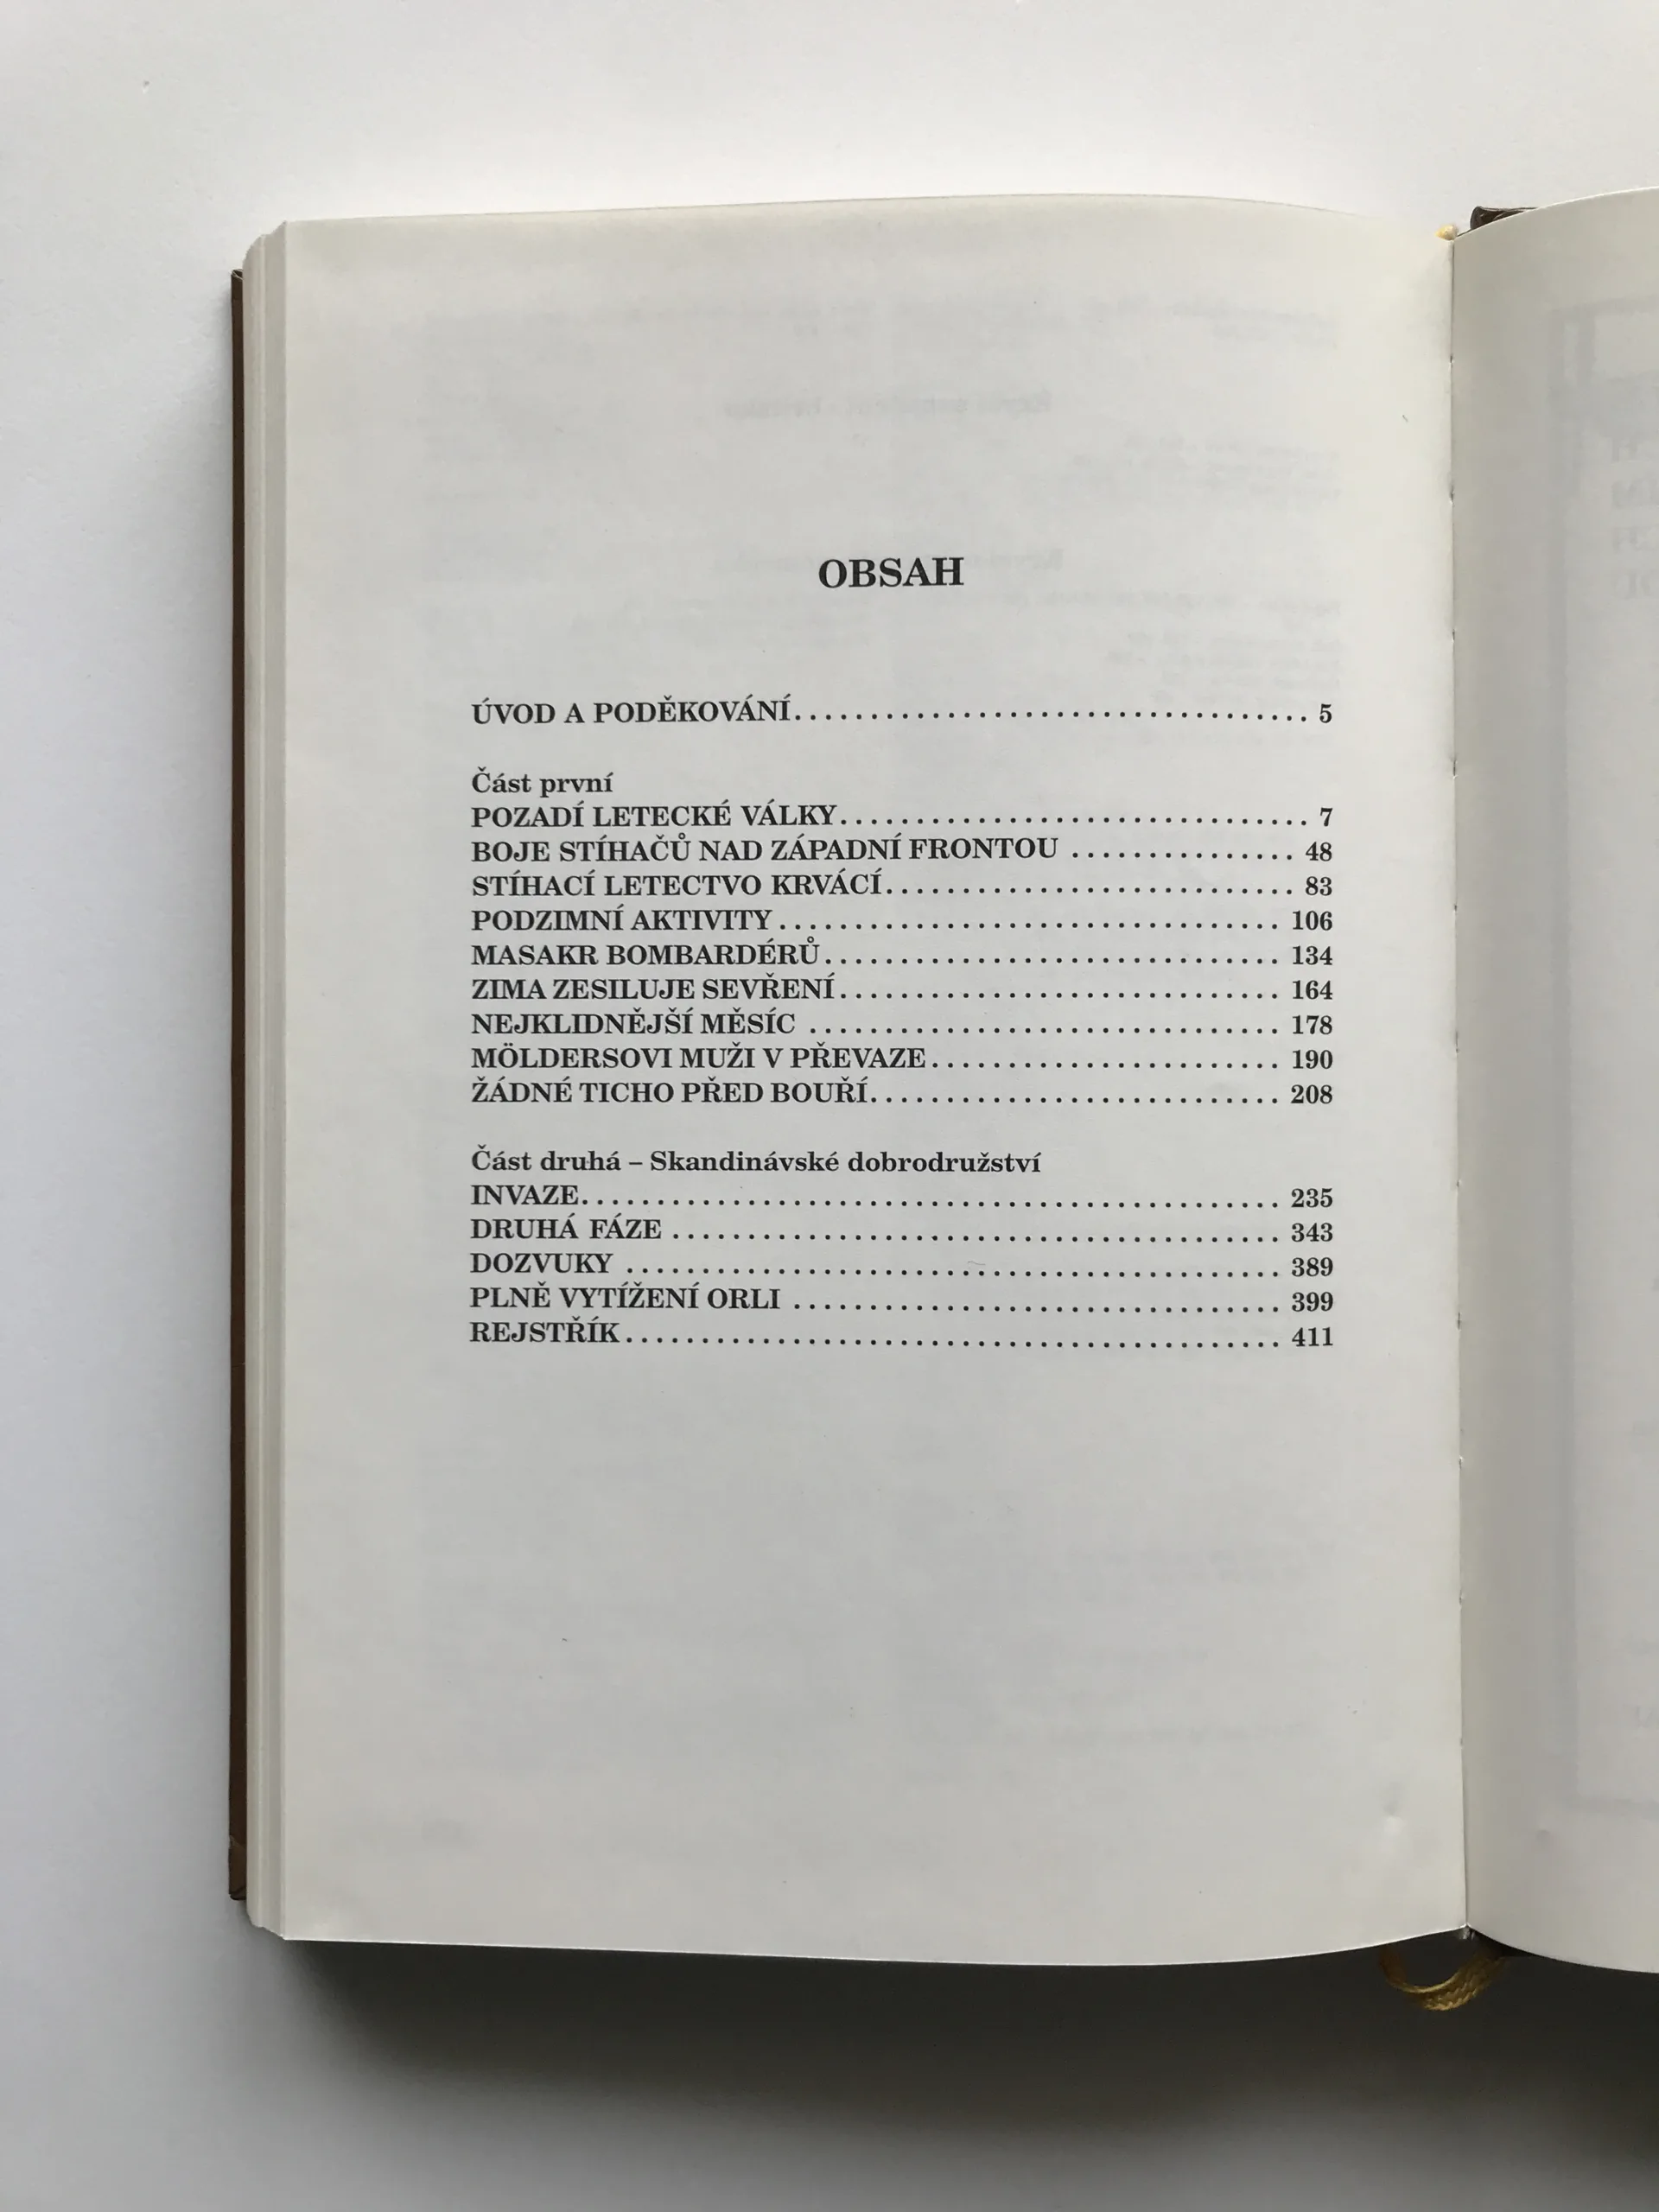 OBSAH
ÚVOD A PODĚKOVÁNÍ. . . . . . . . . . . . . . . . . . . . . . . . . . . . . . . . . . 5
Část první
POZADÍ LETECKÉ VÁLKY. . . . . . . . . . . . . . . . . . . . . . . . . . . . . . . 7
BOJE STÍHAČŮ NAD ZÁPADNÍ FRONTOU . . . . . . . . . . . . . . . 48
STÍHACÍ LETECTVO KRVÁCÍ. . . . . . . . . . . . . . . . . . . . . . . . . . . 83
PODZIMNÍ AKTIVITY . . . . . . . . . . . . . . . . . . . . . . . . . . . . . . . . . 106
MASAKR BOMBARDÉRŮ. . . . . . . . . . . . . . . . . . . . . . . . . . . . . . 134
ZIMA ZESILUJE SEVŘENÍ. . . . . . . . . . . . . . . . . . . . . . . . . . . . . 164
NEJKLIDNĚJŠÍ MĚSÍC . . . . . . . . . . . . . . . . . . . . . . . . . . . . . . . 178
MÖLDERSOVI MUŽI V PŘEVAZE. . . . . . . . . . . . . . . . . . . . . . . 190
ŽÁDNÉ TICHO PŘED BOUŘÍ. . . . . . . . . . . . . . . . . . . . . . . . . . . 208
Část druhá – Skandinávské dobrodružství
INVAZE. . . . . . . . . . . . . . . . . . . . . . . . . . . . . . . . . . . . . . . . . . . . . . 235
DRUHÁ FÁZE . . . . . . . . . . . . . . . . . . . . . . . . . . . . . . . . . . . . . . . . 343
DOZVUKY . . . . . . . . . . . . . . . . . . . . . . . . . . . . . . . . . . . . . . . . . . . 389
PLNĚ VYTÍŽENÍ ORLI . . . . . . . . . . . . . . . . . . . . . . . . . . . . . . . . 399
REJSTŘÍK. . . . . . . . . . . . . . . . . . . . . . . . . . . . . . . . . . . . . . . . . . . 411